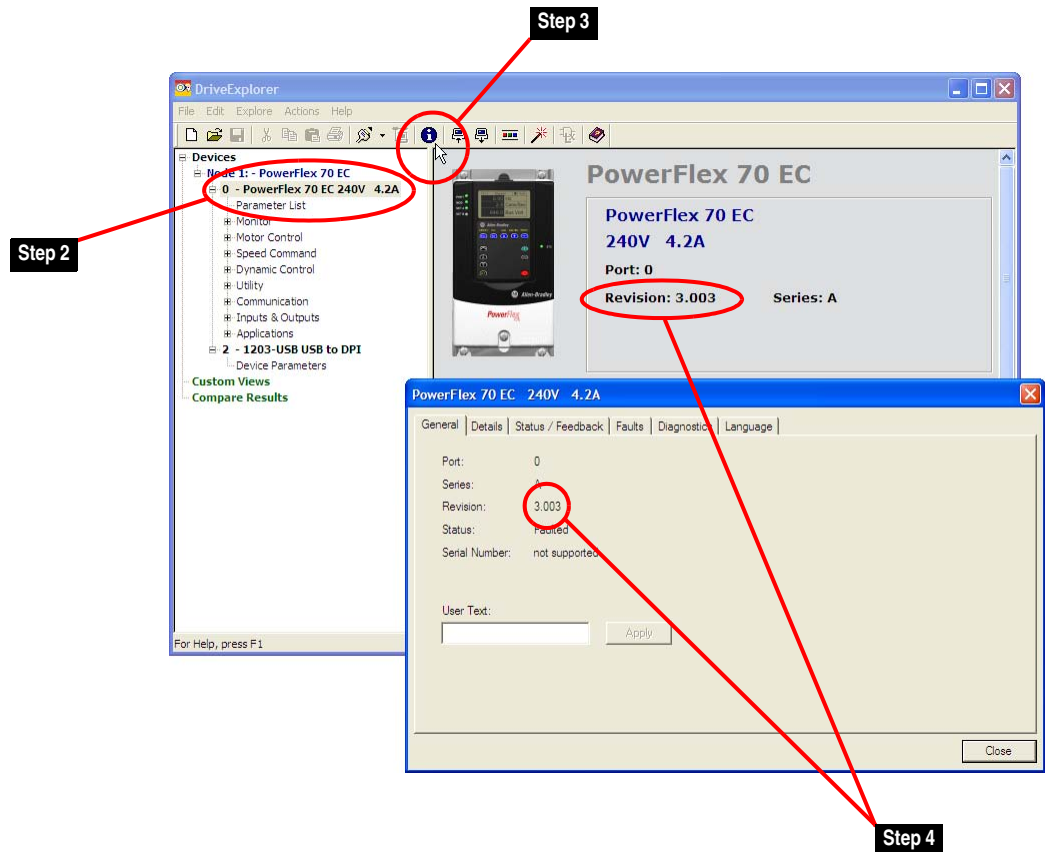 Step 3
DriveExplorer
File Edit Explore Actions Help
Devices
Node 1: - PowerFlex 70 EC
0 - PowerFlex 70 EC 240V 4.2A
Parameter List
Monitor
Motor Control
Speed Command
Dynamic Control
Utility
Communication
Inputs & Outputs
Applications
2 - 1203-USB USB to DPI
Device Parameters
Custom Views
Compare Results
Step 2
PowerFlex 70 EC
PowerFlex 70 EC
240V 4.2A
Port: 0
Revision: 3.003 Series: A
Allen-Bradley
Allen-Bradley
PowerFlex
For Help, press F1
PowerFlex 70 EC 240V 4.2A
General Details Status / Feedback Faults Diagnostics Language
Port: 0
Series: A
Revision: 3.003
Status: Faulted
Serial Number: not supported
User Text:
Apply
Close
Step 4